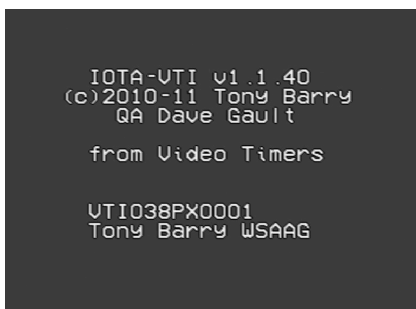 IOTA-VTI v1.1.40
(c)2010-11 Tony Barry
QA Dave Gault
from Video Timers
VTI038PX0001
Tony Barry WSAAG